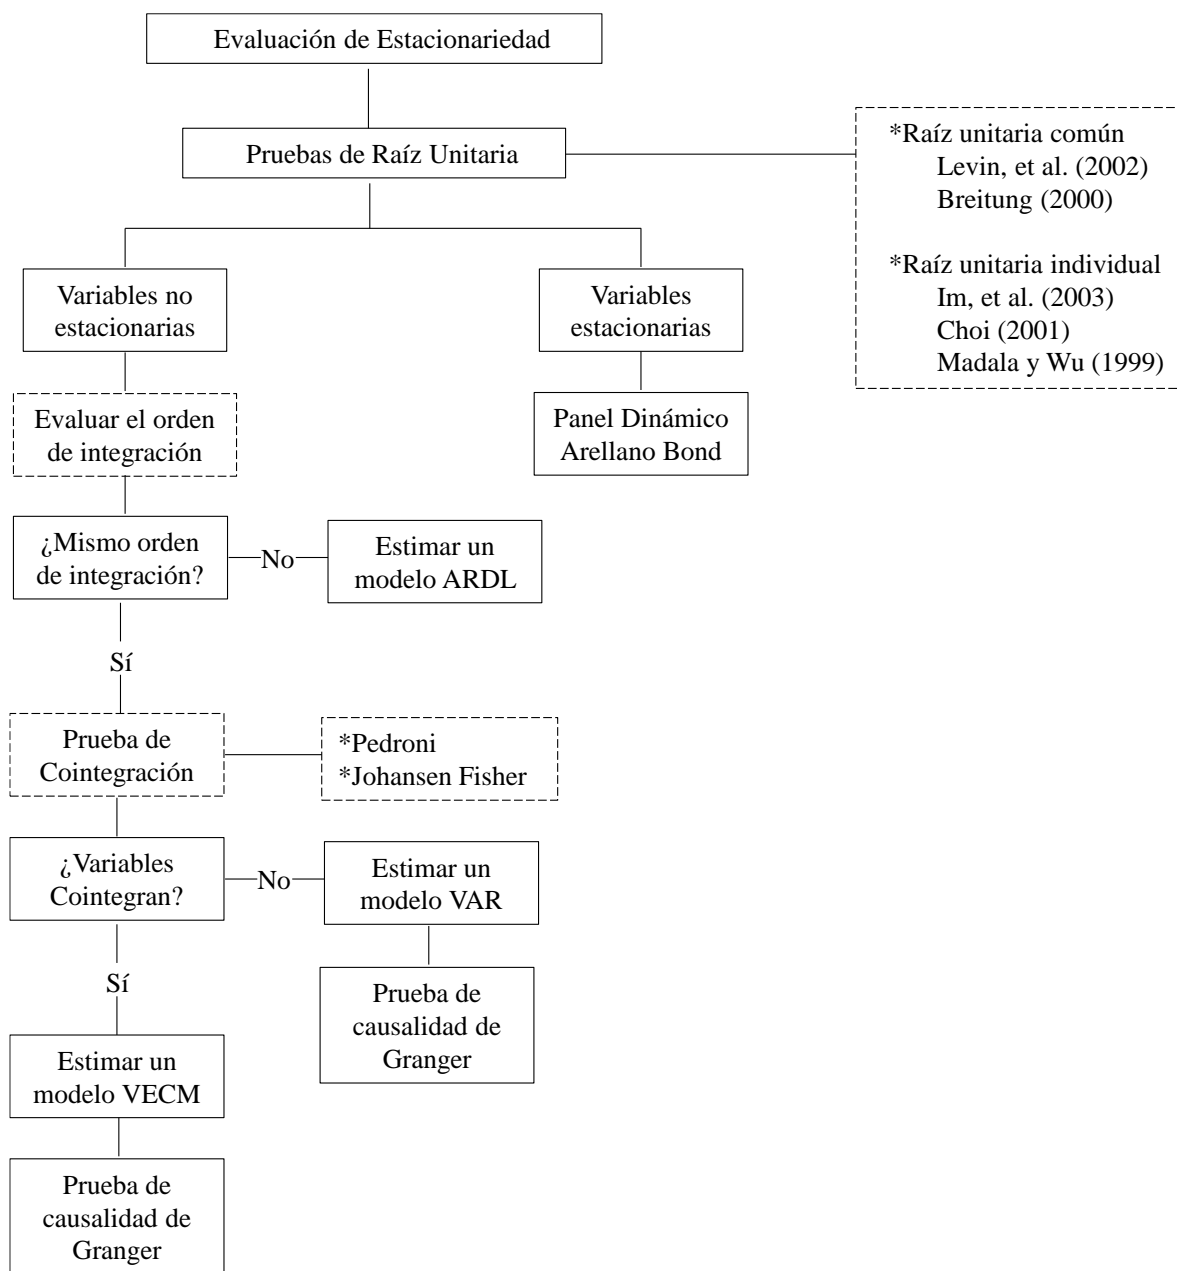 Evaluación de Estacionariedad
Pruebas de Raíz Unitaria
*Raíz unitaria común
Levin, et al. (2002)
Breitung (2000)
*Raíz unitaria individual
Im, et al. (2003)
Choi (2001)
Madala y Wu (1999)
Variables no
estacionarias
Variables
estacionarias
Evaluar el orden
de integración
Panel Dinámico
Arellano Bond
¿Mismo orden
de integración?
No
Estimar un
modelo ARDL
Sí
Prueba de
Cointegración
*Pedroni
*Johansen Fisher
¿Variables
Cointegran?
No
Estimar un
modelo VAR
Sí
Prueba de
causalidad de
Granger
Estimar un
modelo VECM
Prueba de
causalidad de
Granger